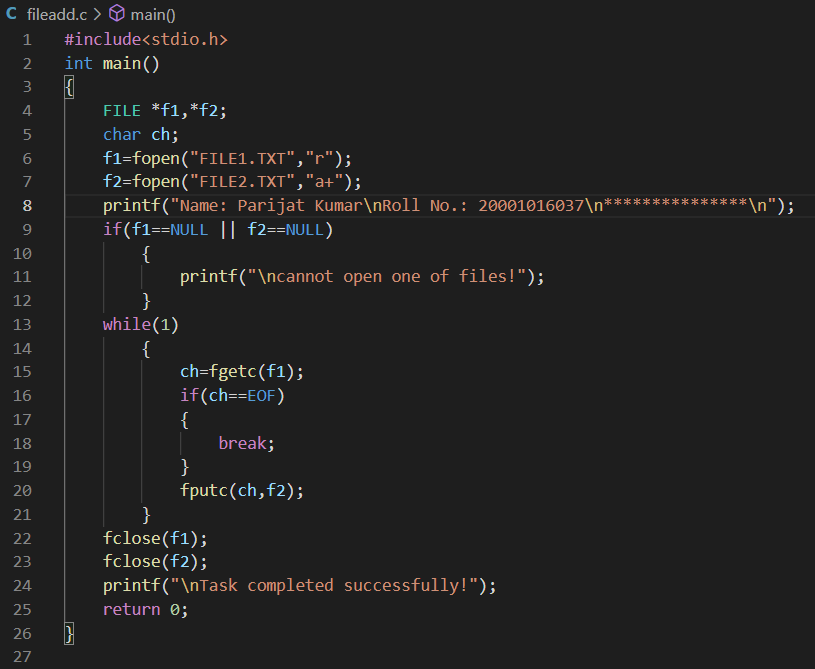 C fileadd.c > main()
1 #include<stdio.h>
2 int main()
3 {
4 FILE *f1,*f2;
5 char ch;
6 f1=fopen("FILE1.TXT","r");
7 f2=fopen("FILE2.TXT","a+");
8 printf("Name: Parijat Kumar\nRoll No.: 20001016037\n***************\n");
9 if(f1==NULL || f2==NULL)
10 {
11 printf("\ncannot open one of files!");
12 }
13 while(1)
14 {
15 ch=fgetc(f1);
16 if(ch==EOF)
17 {
18 break;
19 }
20 fputc(ch,f2);
21 }
22 fclose(f1);
23 fclose(f2);
24 printf("\nTask completed successfully!");
25 return 0;
26 }
27